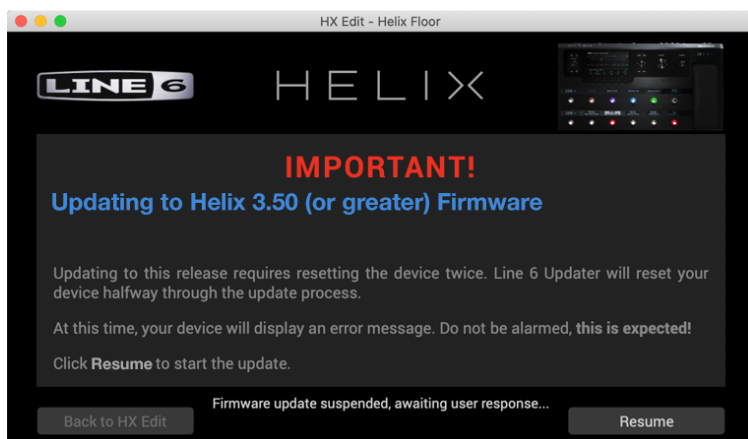 HX Edit - Helix Floor
LINE 6
HELIX
IMPORTANT!
Updating to Helix 3.50 (or greater) Firmware
Updating to this release requires resetting the device twice. Line 6 Updater will reset your
device halfway through the update process.
At this time, your device will display an error message. Do not be alarmed, this is expected!
Click Resume to start the update.
Firmware update suspended, awaiting user response...
Back to HX Edit
Resume